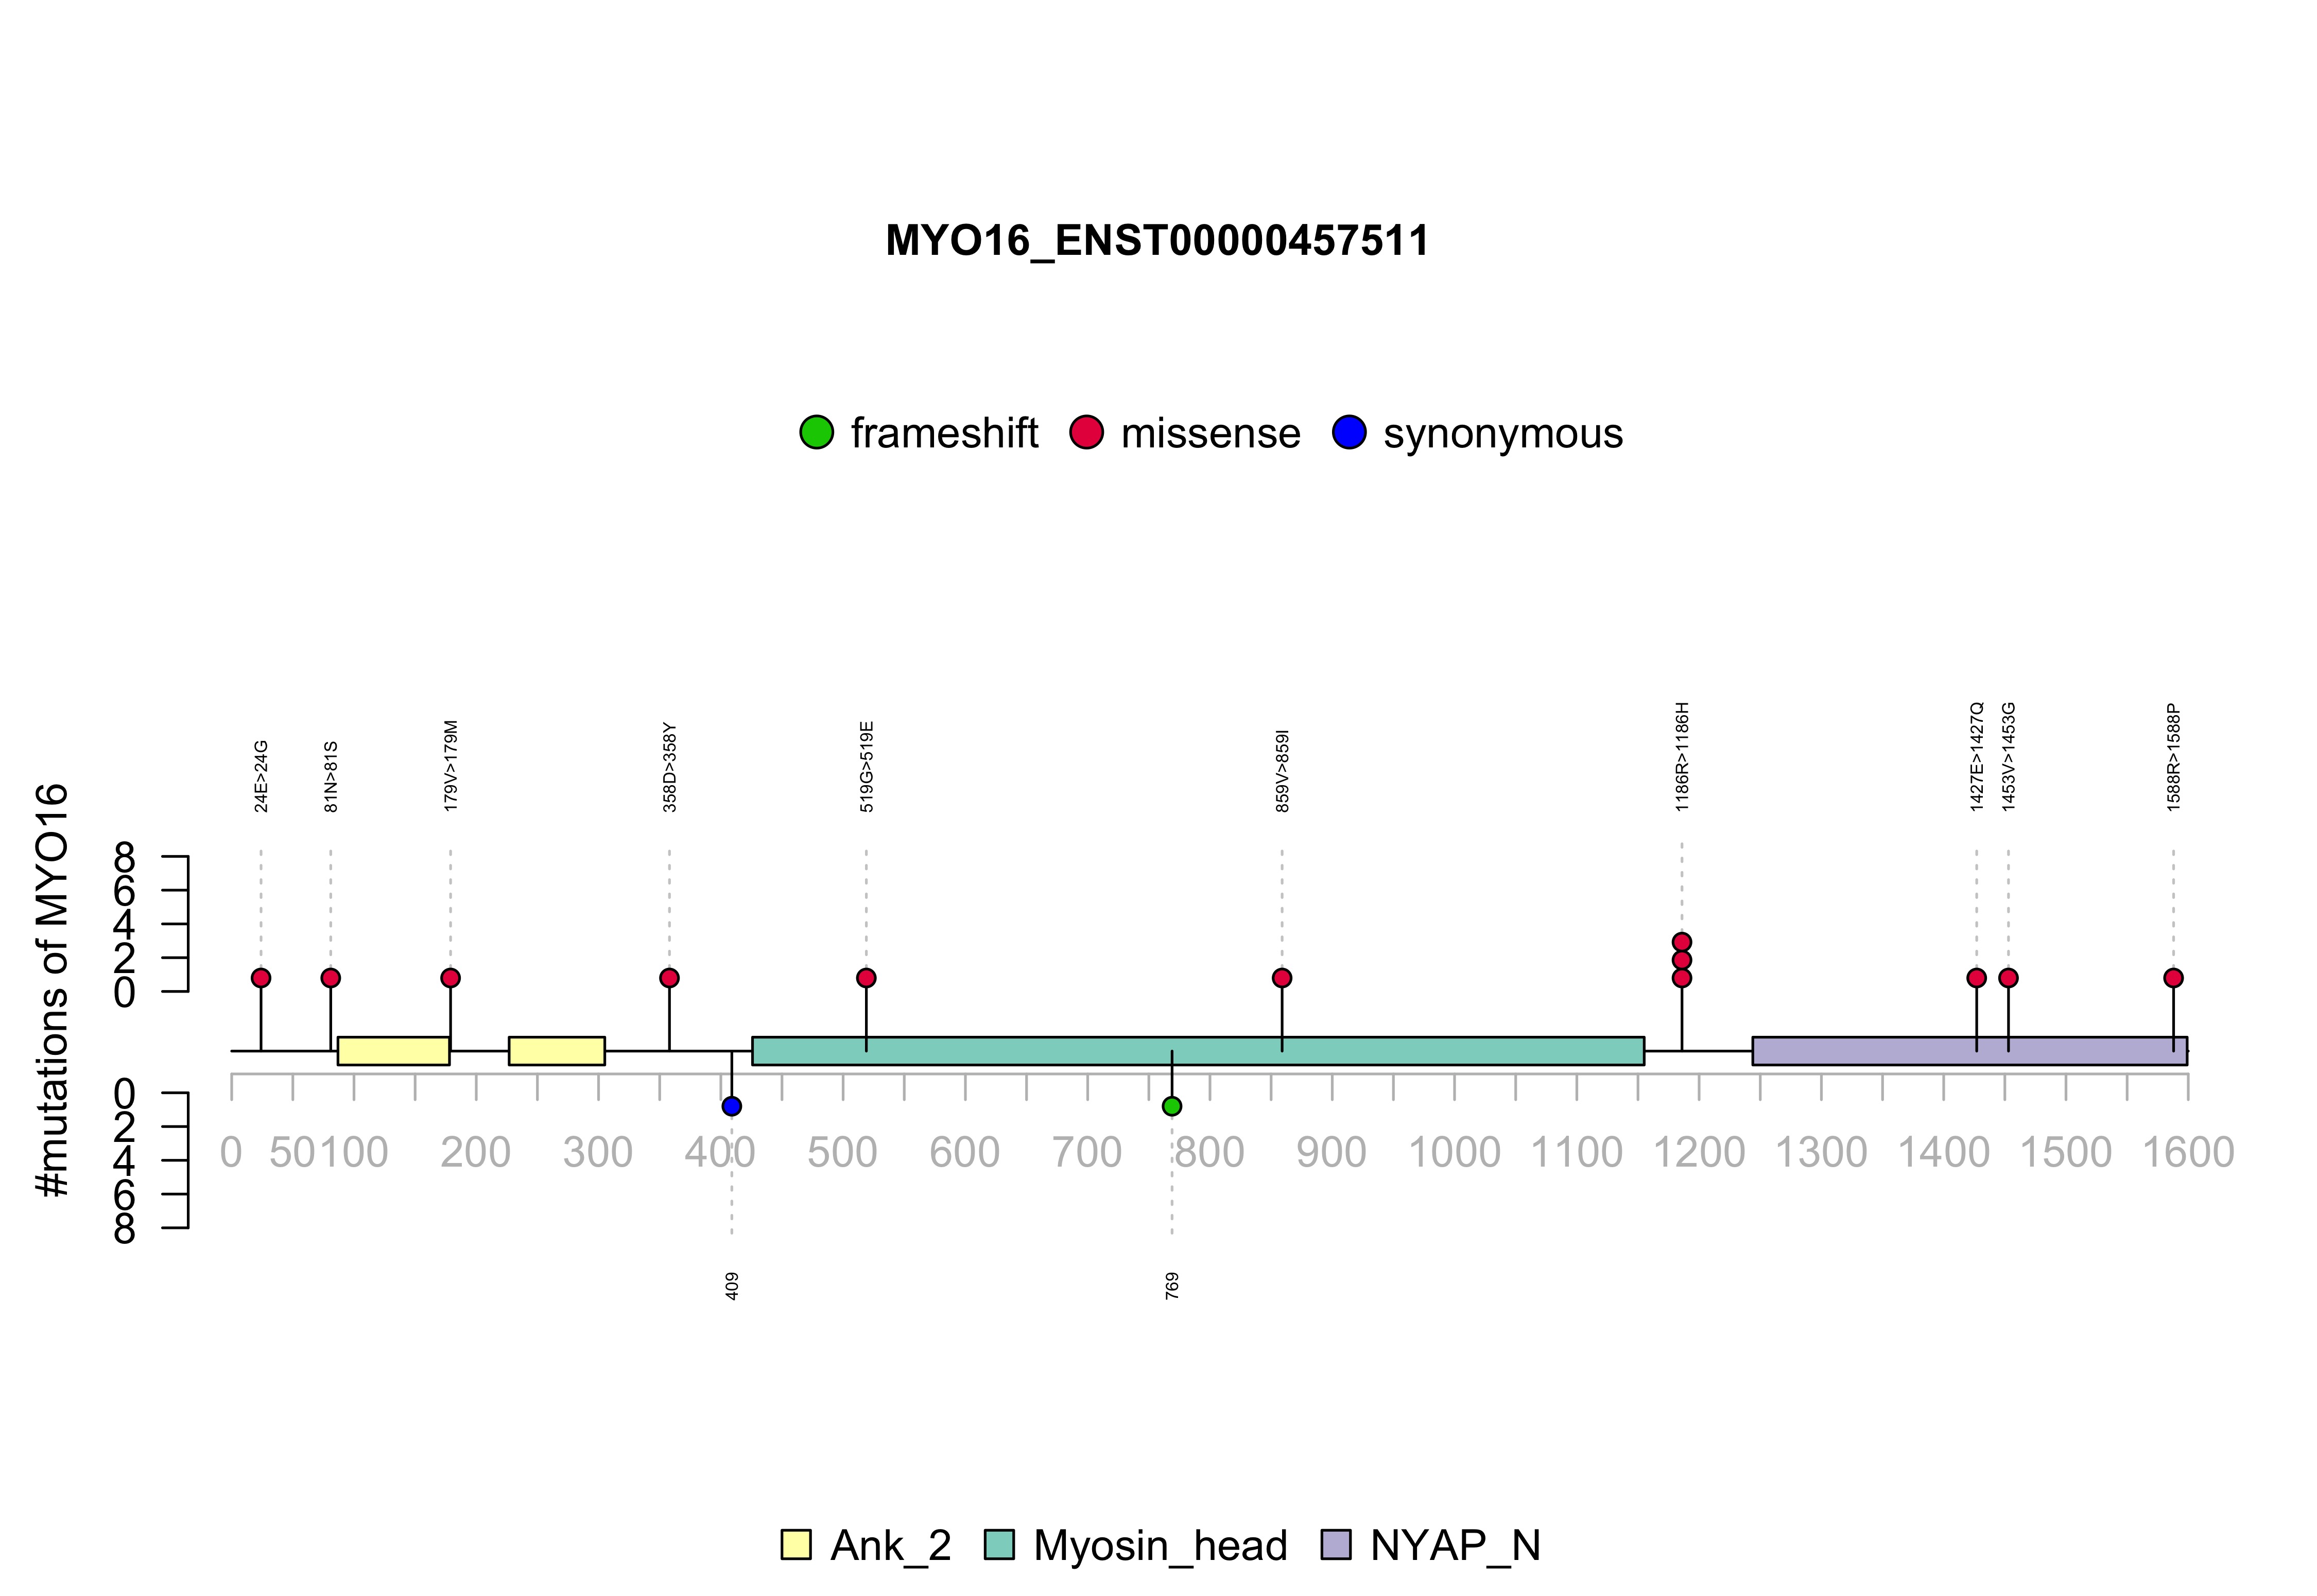 MYO16_ENST00000457511
frameshift missense synonymous
24E>24G
81N>81S
179V>179M
358D>358Y
519G>519E
859V>859I
1186R>1186H
1427E>1427Q
1453V>1453G
1588R>1588P
#mutations of MYO16
8
6
4
2
0
0
2
4
6
8
0 50 100 200 300 400 500 600 700 800 900 1000 1100 1200 1300 1400 1500 1600
409
769
Ank_2 Myosin_head NYAP_N